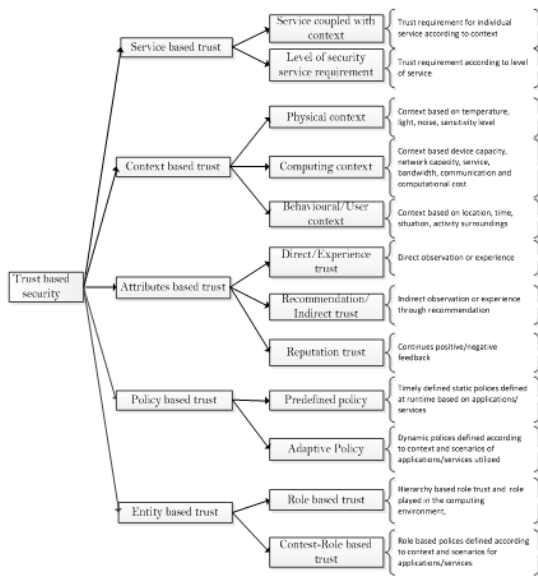 Trust based
security
Service based trust
Service coupled with
context
Trust requirement for individual
service according to context
Level of security
service requirement
Trust requirement according to level
of service
Context based trust
Physical context
Context based on temperature,
light, noise, sensitivity level
Computing context
Context based device capacity,
network capacity, service,
bandwidth, communication and
computational cost
Behavioural/User
context
Context based on location, time,
situation, activity surroundings
Attributes based trust
Direct/Experience
trust
Direct observation or experience
Recommendation/
Indirect trust
Indirect observation or experience
through recommendation
Reputation trust
Continues positive/negative
feedback
Policy based trust
Predefined policy
Timely defined static polices defined
at runtime based on applications/
services
Adaptive Policy
Dynamic polices defined according
to context and scenarios of
applications/services utilized
Entity based trust
Role based trust
Hierarchy based role trust and role
played in the computing
environment,
Contest-Role based
trust
Role based polices defined according
to context and scenarios for
applications/services